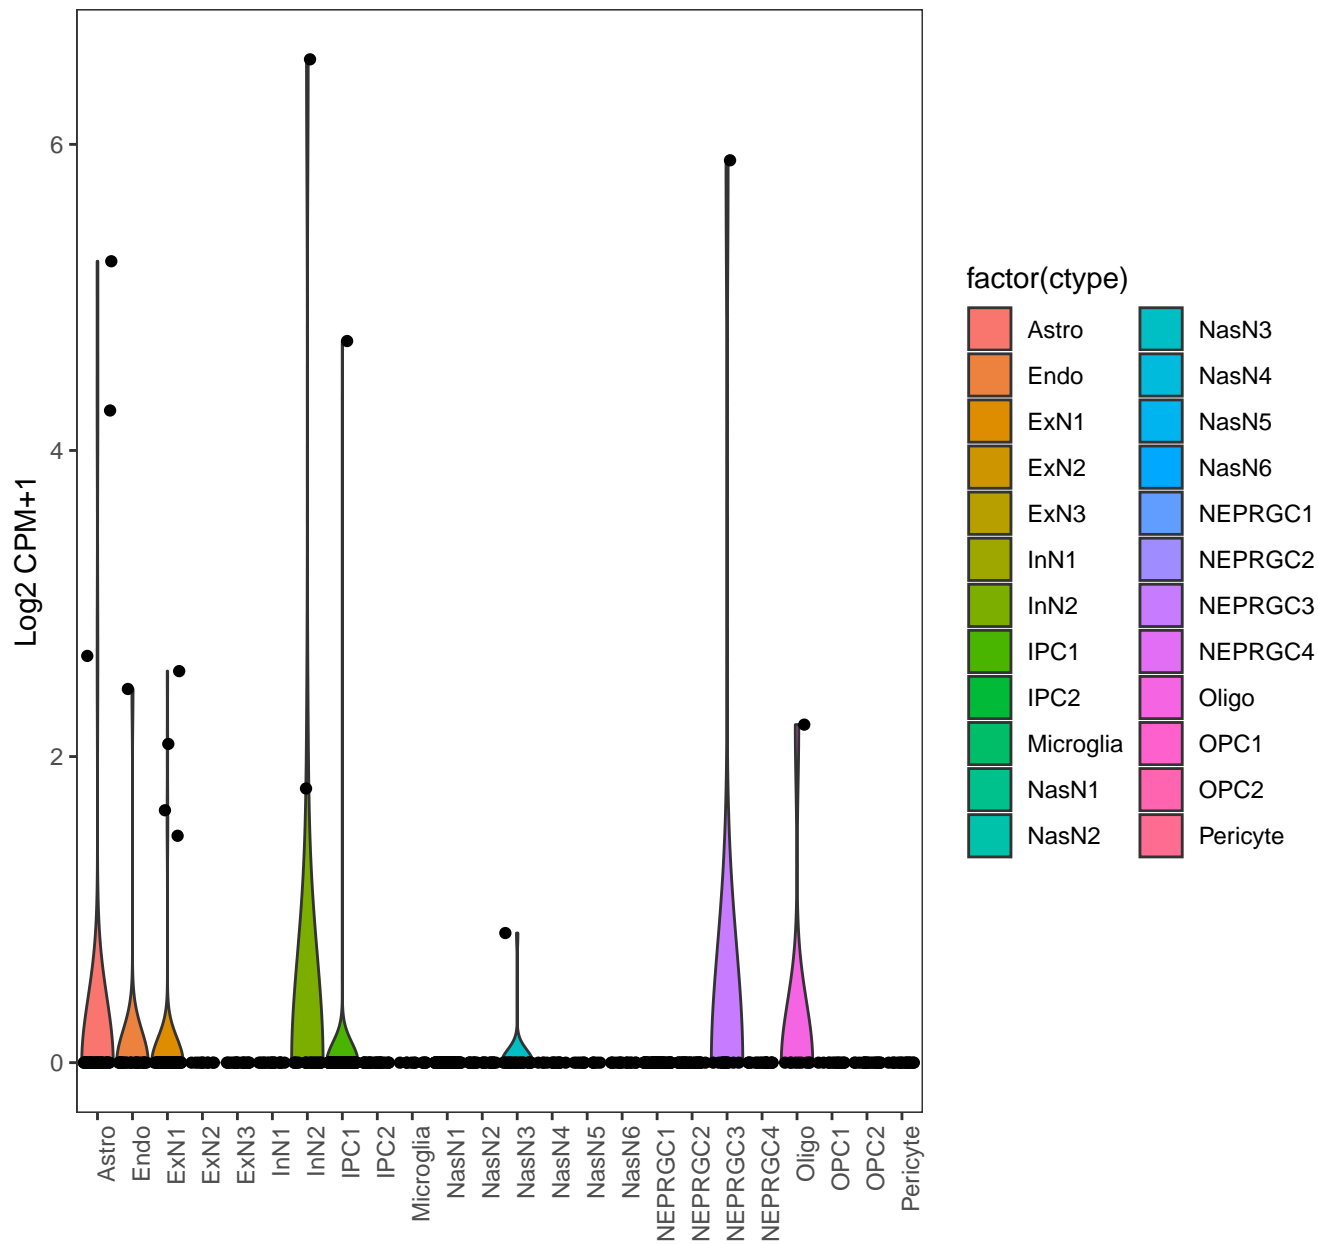 6
4
2
0
Log2 CPM+1
Astro
Endo
ExN1
ExN2
ExN3
InN1
InN2
IPC1
IPC2
Microglia
NasN1
NasN2
NasN3
NasN4
NasN5
NasN6
NEPRGC1
NEPRGC2
NEPRGC3
NEPRGC4
Oligo
OPC1
OPC2
Pericyte
factor(ctype)
Astro
Endo
ExN1
ExN2
ExN3
InN1
InN2
IPC1
IPC2
Microglia
NasN1
NasN2
NasN3
NasN4
NasN5
NasN6
NEPRGC1
NEPRGC2
NEPRGC3
NEPRGC4
Oligo
OPC1
OPC2
Pericyte